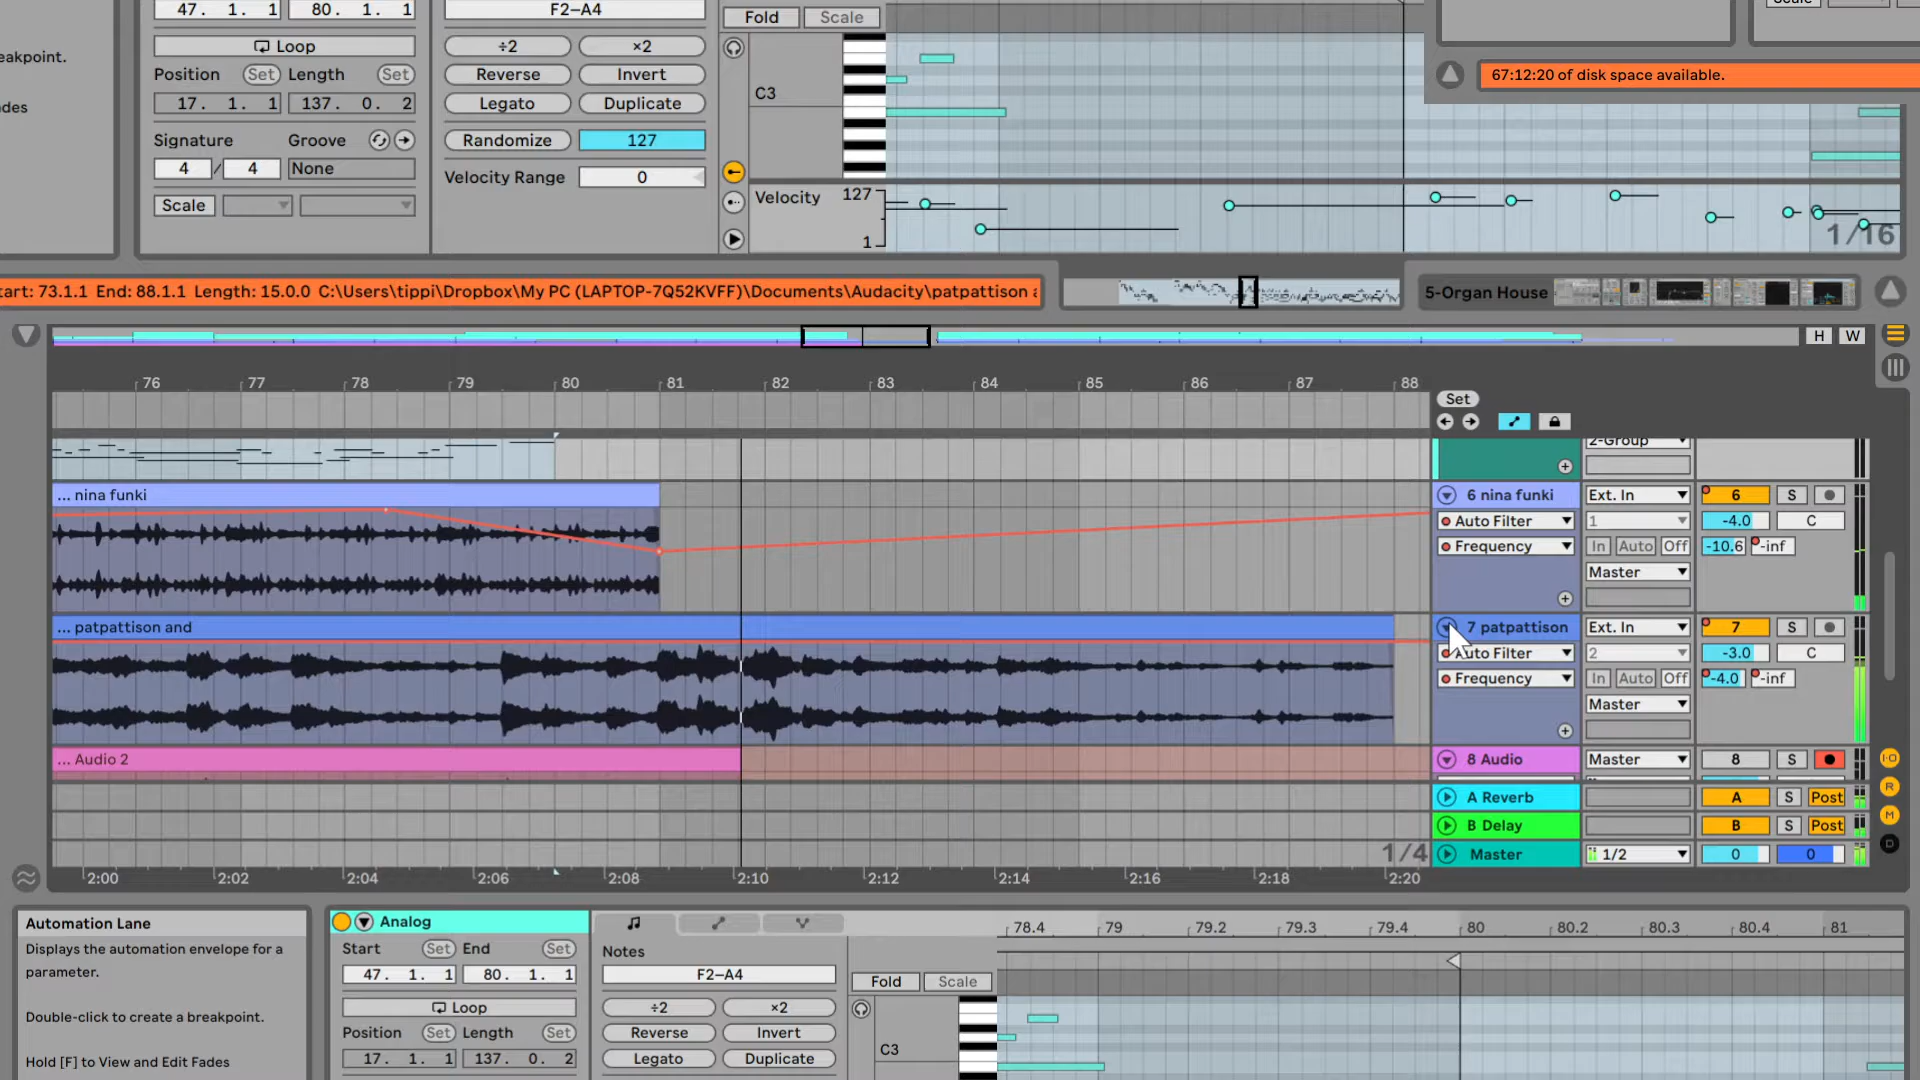 47. 1. 1 80. 1. 1 F2–A4 Fold Scale Scale
eakpoint. Loop ÷2 ×2
Position Set Length Set Reverse Invert 67:12:20 of disk space available.
ades 17. 1. 1 137. 0. 2 Legato Duplicate C3
Signature Groove Randomize 127
4 / 4 None Velocity Range 0 Velocity 127
Scale 1 1/16
tart: 73.1.1 End: 88.1.1 Length: 15.0.0 C:\Users\tippi\Dropbox\My PC (LAPTOP-7Q52KVFF)\Documents\Audacity\patpattison a 5-Organ House
H W
76 77 78 79 80 81 82 83 84 85 86 87 88
Set
2-Group
... nina funki 6 nina funki Ext. In 6 S
Auto Filter 1 -4.0 C
Frequency In Auto Off -10.6 -inf
Master
... patpattison and 7 patpattison Ext. In 7 S
Auto Filter 2 -3.0 C
Frequency In Auto Off -4.0 -inf
Master
... Audio 2 8 Audio Master 8 S I·O
A Reverb A S Post R
B Delay B S Post M
1/4 Master 1/2 0 0 D
2:00 2:02 2:04 2:06 2:08 2:10 2:12 2:14 2:16 2:18 2:20
Automation Lane Analog 78.4 79 79.2 79.3 79.4 80 80.2 80.3 80.4 81
Displays the automation envelope for a Start Set End Set Notes
parameter. 47. 1. 1 80. 1. 1 F2–A4 Fold Scale
Double-click to create a breakpoint. Loop ÷2 ×2
Position Set Length Set Reverse Invert
Hold [F] to View and Edit Fades 17. 1. 1 137. 0. 2 Legato Duplicate C3